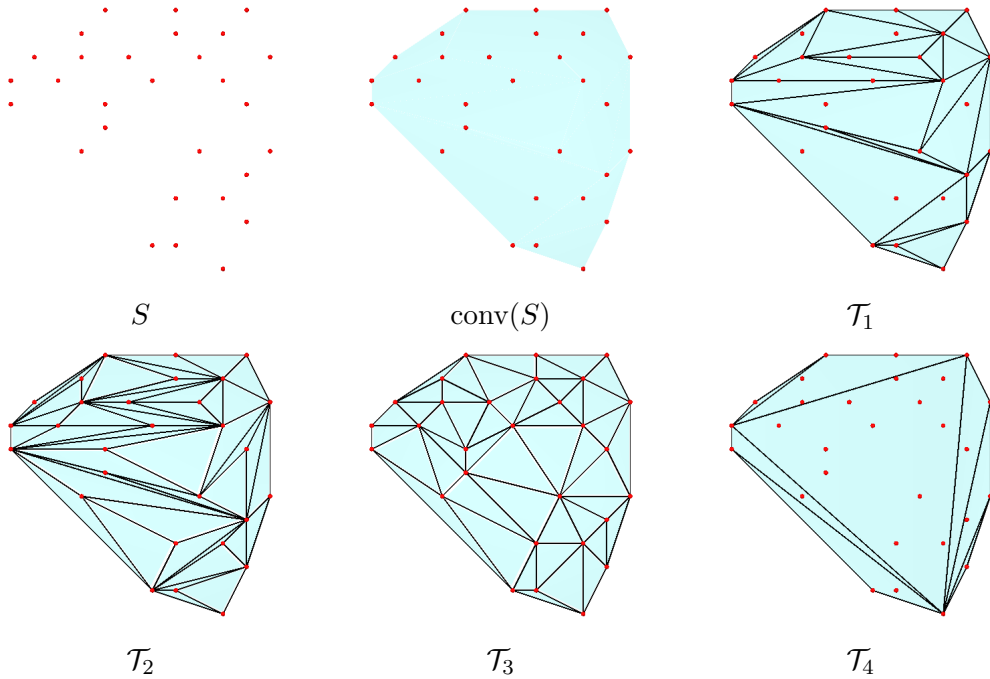 S conv(S) 𝒯₁
𝒯₂ 𝒯₃ 𝒯₄